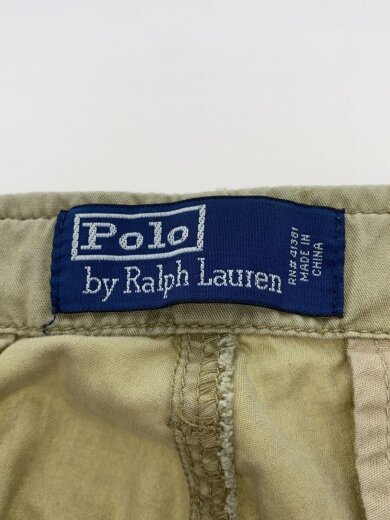 Polo
by Ralph Lauren
RN# 41381
MADE IN
CHINA